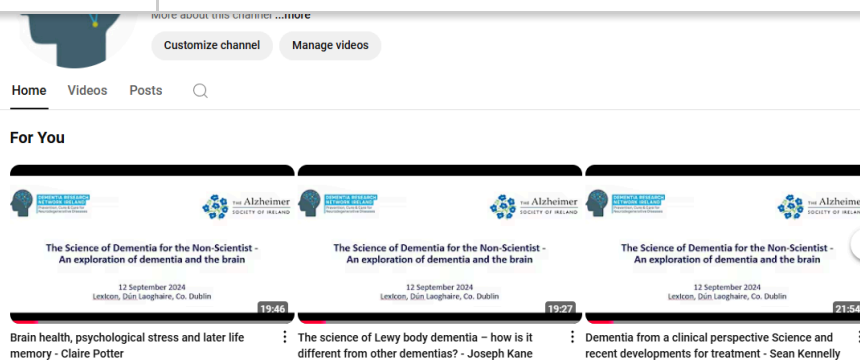 More about this channel ...more
Customize channel
Manage videos
Home
Videos
Posts
For You
DEMENTIA RESEARCH
NETWORK IRELAND
THE Alzheimer
SOCIETY OF IRELAND
The Science of Dementia for the Non-Scientist -
An exploration of dementia and the brain
12 September 2024
Lexlcon, Dún Laoghaire, Co. Dublin
19:46
Brain health, psychological stress and later life
memory - Claire Potter
DEMENTIA RESEARCH
NETWORK IRELAND
THE Alzheimer
SOCIETY OF IRELAND
The Science of Dementia for the Non-Scientist -
An exploration of dementia and the brain
12 September 2024
Lexlcon, Dún Laoghaire, Co. Dublin
19:27
The science of Lewy body dementia – how is it
different from other dementias? - Joseph Kane
DEMENTIA RESEARCH
NETWORK IRELAND
THE Alzheime
SOCIETY OF IRELAND
The Science of Dementia for the Non-Scientist -
An exploration of dementia and the brain
12 September 2024
Lexlcon, Dún Laoghaire, Co. Dublin
21:54
Dementia from a clinical perspective Science and
recent developments for treatment - Sean Kennelly